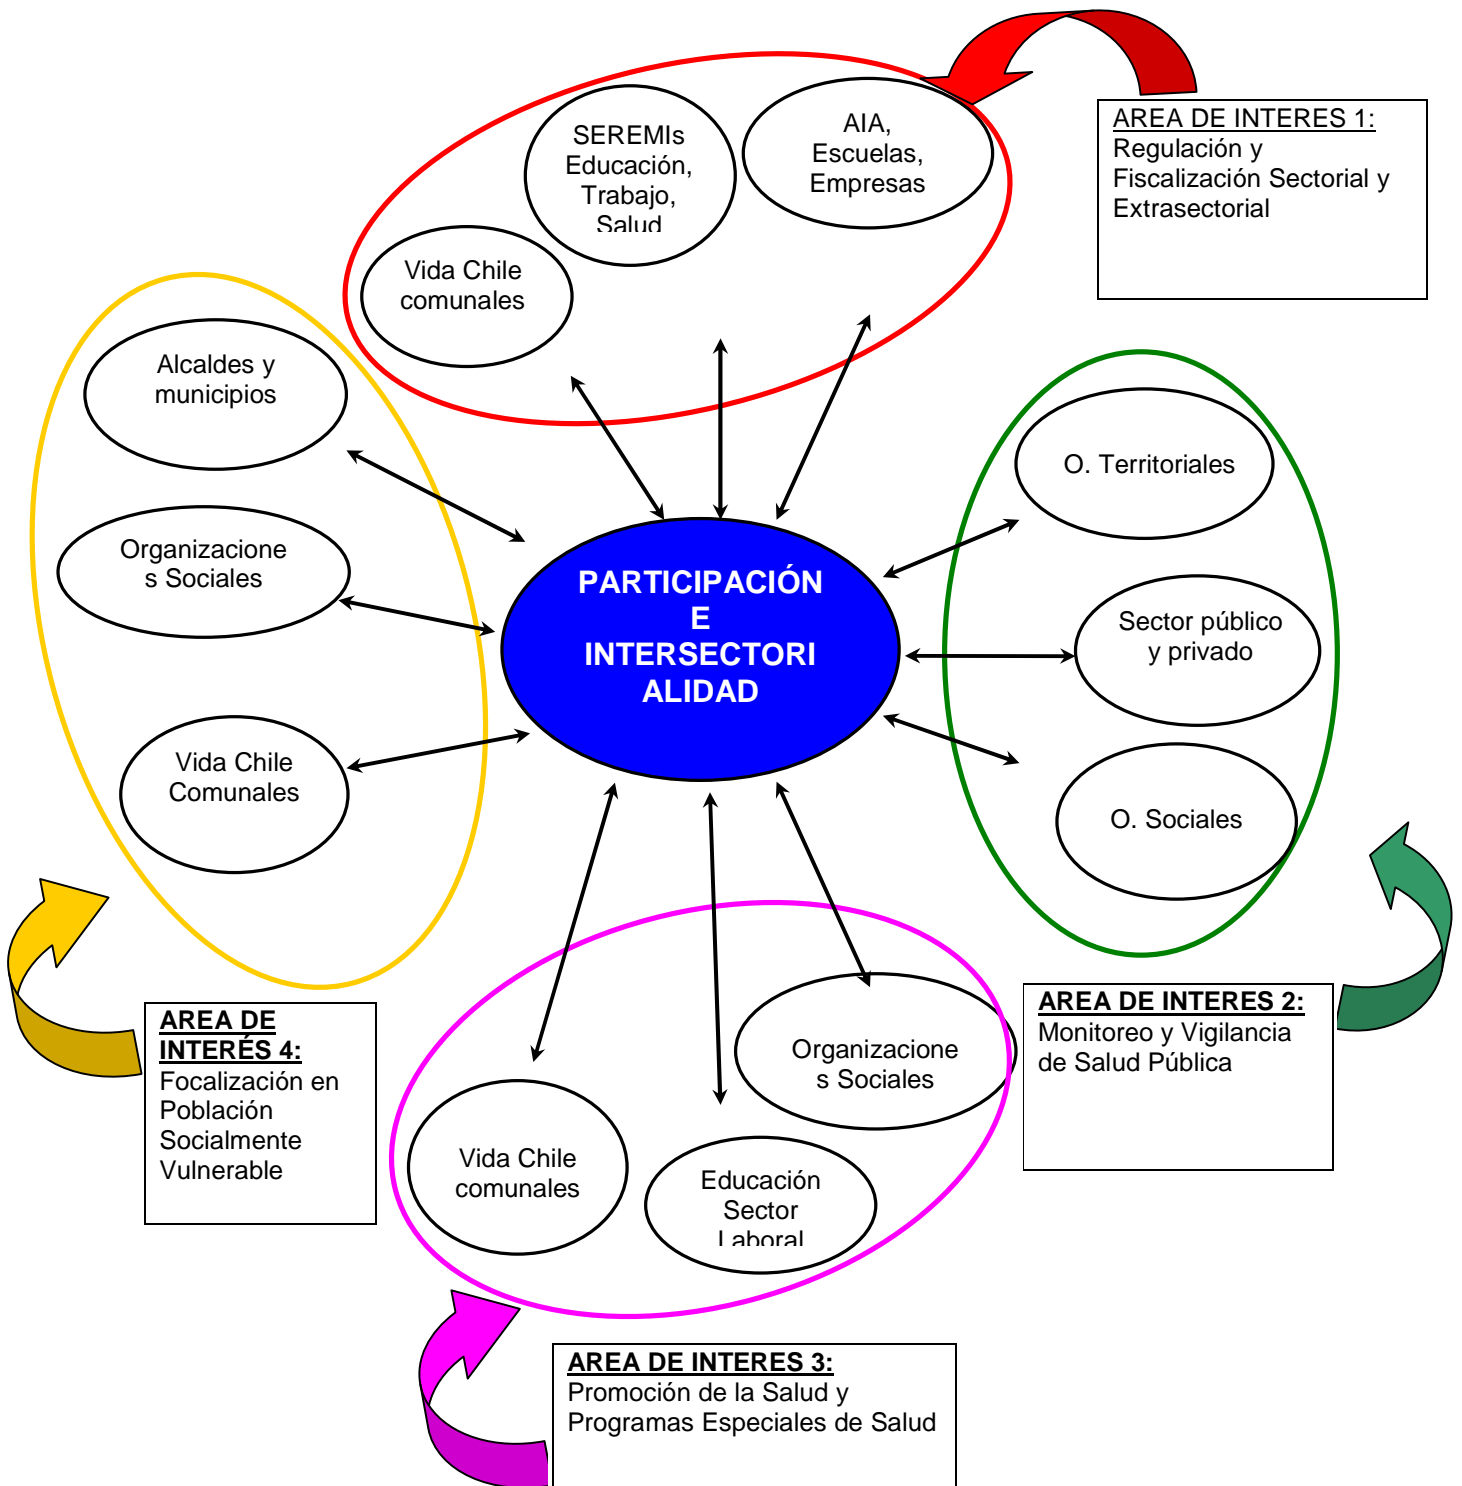 SEREMIs
Educación,
Trabajo,
Salud
AIA,
Escuelas,
Empresas
AREA DE INTERES 1:
Regulación y
Fiscalización Sectorial y
Extrasectorial
Vida Chile
comunales
Alcaldes y
municipios
O. Territoriales
Organizacione
s Sociales
PARTICIPACIÓN
E
INTERSECTORI
ALIDAD
Sector público
y privado
Vida Chile
Comunales
O. Sociales
AREA DE
INTERÉS 4:
Focalización en
Población
Socialmente
Vulnerable
AREA DE INTERES 2:
Monitoreo y Vigilancia
de Salud Pública
Organizacione
s Sociales
Vida Chile
comunales
Educación
Sector
Laboral
AREA DE INTERES 3:
Promoción de la Salud y
Programas Especiales de Salud